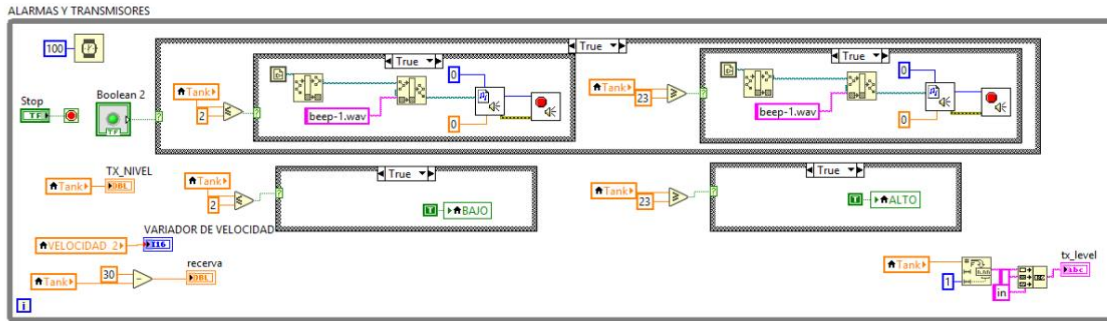 ALARMAS Y TRANSMISORES
100
Stop
TF
Boolean 2
TF
True
Tank
2
True
beep-1.wav
0
0
Tank
23
True
beep-1.wav
0
0
TX_NIVEL
Tank
DBL
Tank
2
True
T
BAJO
Tank
23
True
T
ALTO
VARIADOR DE VELOCIDAD
VELOCIDAD 2
I16
recerva
Tank
30
DBL
Tank
1
in
tx_level
abc
i